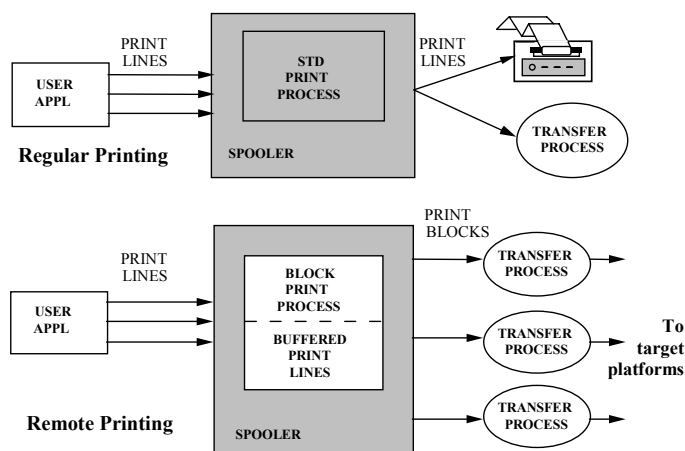 PRINT
LINES
USER
APPL
STD
PRINT
PROCESS
SPOOLER
PRINT
LINES
TRANSFER
PROCESS
Regular Printing
PRINT
LINES
USER
APPL
BLOCK
PRINT
PROCESS
BUFFERED
PRINT
LINES
SPOOLER
PRINT
BLOCKS
TRANSFER
PROCESS
TRANSFER
PROCESS
TRANSFER
PROCESS
To
target
platforms
Remote Printing